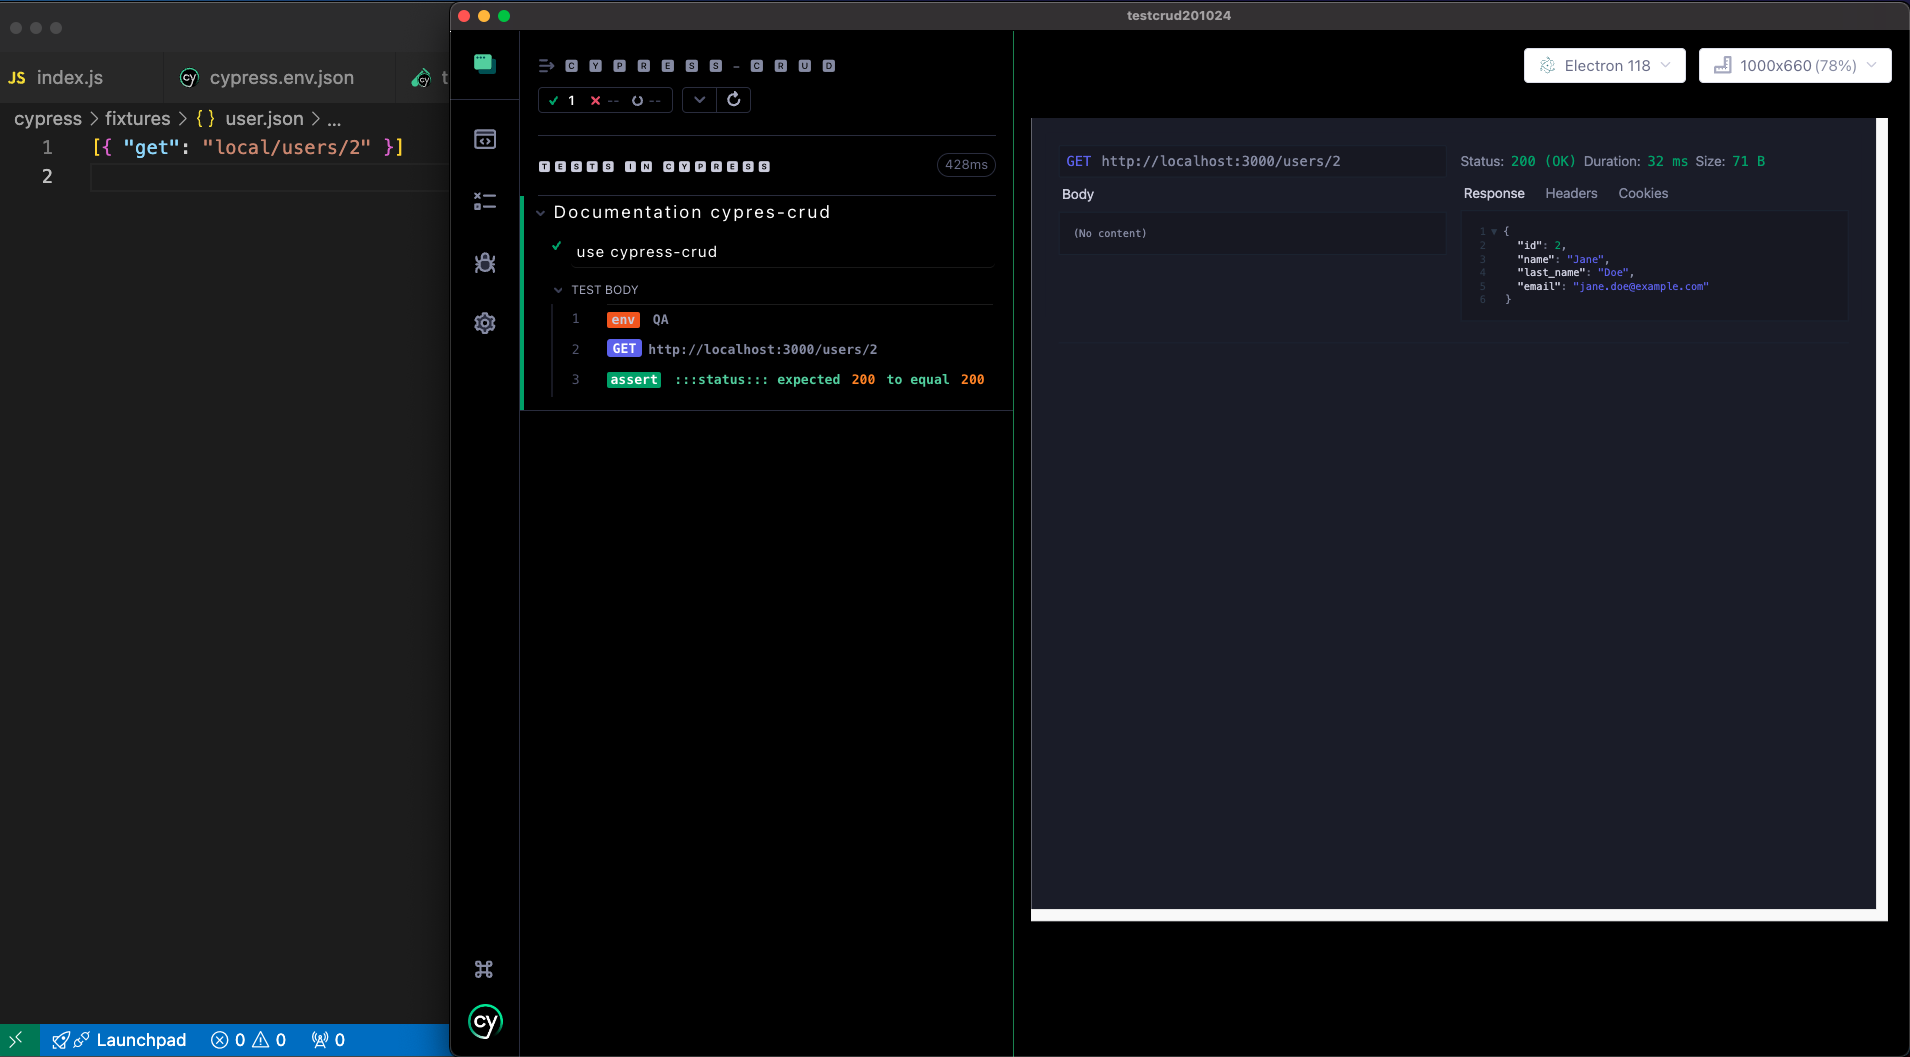 JS index.js
cypress.env.json
t
cypress > fixtures > {} user.json > ...
1 [{ "get": "local/users/2" }]
2
Launchpad
0 0
0
testcrud201024
CYPRESS-CRUD
1 -- --
TESTS IN CYPRESS
428ms
Documentation cypres-crud
use cypress-crud
TEST BODY
1 env QA
2 GET http://localhost:3000/users/2
3 assert :::status::: expected 200 to equal 200
cy
Electron 118
1000x660 (78%)
GET http://localhost:3000/users/2
Body
(No content)
Status: 200 (OK) Duration: 32 ms Size: 71 B
Response Headers Cookies
1 {
2 "id": 2,
3 "name": "Jane",
4 "last_name": "Doe",
5 "email": "jane.doe@example.com"
6 }